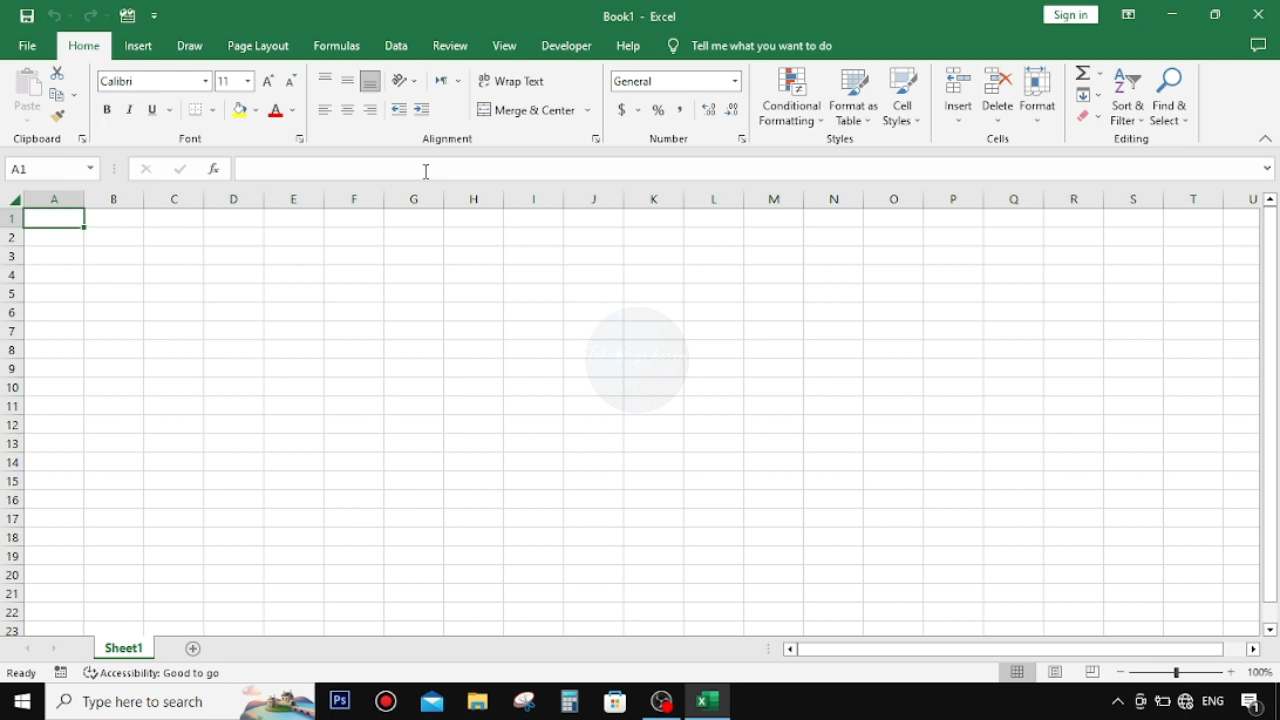 Book1 - Excel
Sign in
File Home Insert Draw Page Layout Formulas Data Review View Developer Help Tell me what you want to do
Paste
Calibri 11
Wrap Text
Merge & Center
General
$ % ,
Conditional Formatting
Format as Table
Cell Styles
Insert
Delete
Format
Sort & Filter
Find & Select
Clipboard Font Alignment Number Styles Cells Editing
A1
fx
A B C D E F G H I J K L M N O P Q R S T U
1
2
3
4
5
6
7
8
9
10
11
12
13
14
15
16
17
18
19
20
21
22
23
Sheet1
Ready Accessibility: Good to go 100%
Type here to search
Ps
ENG
1